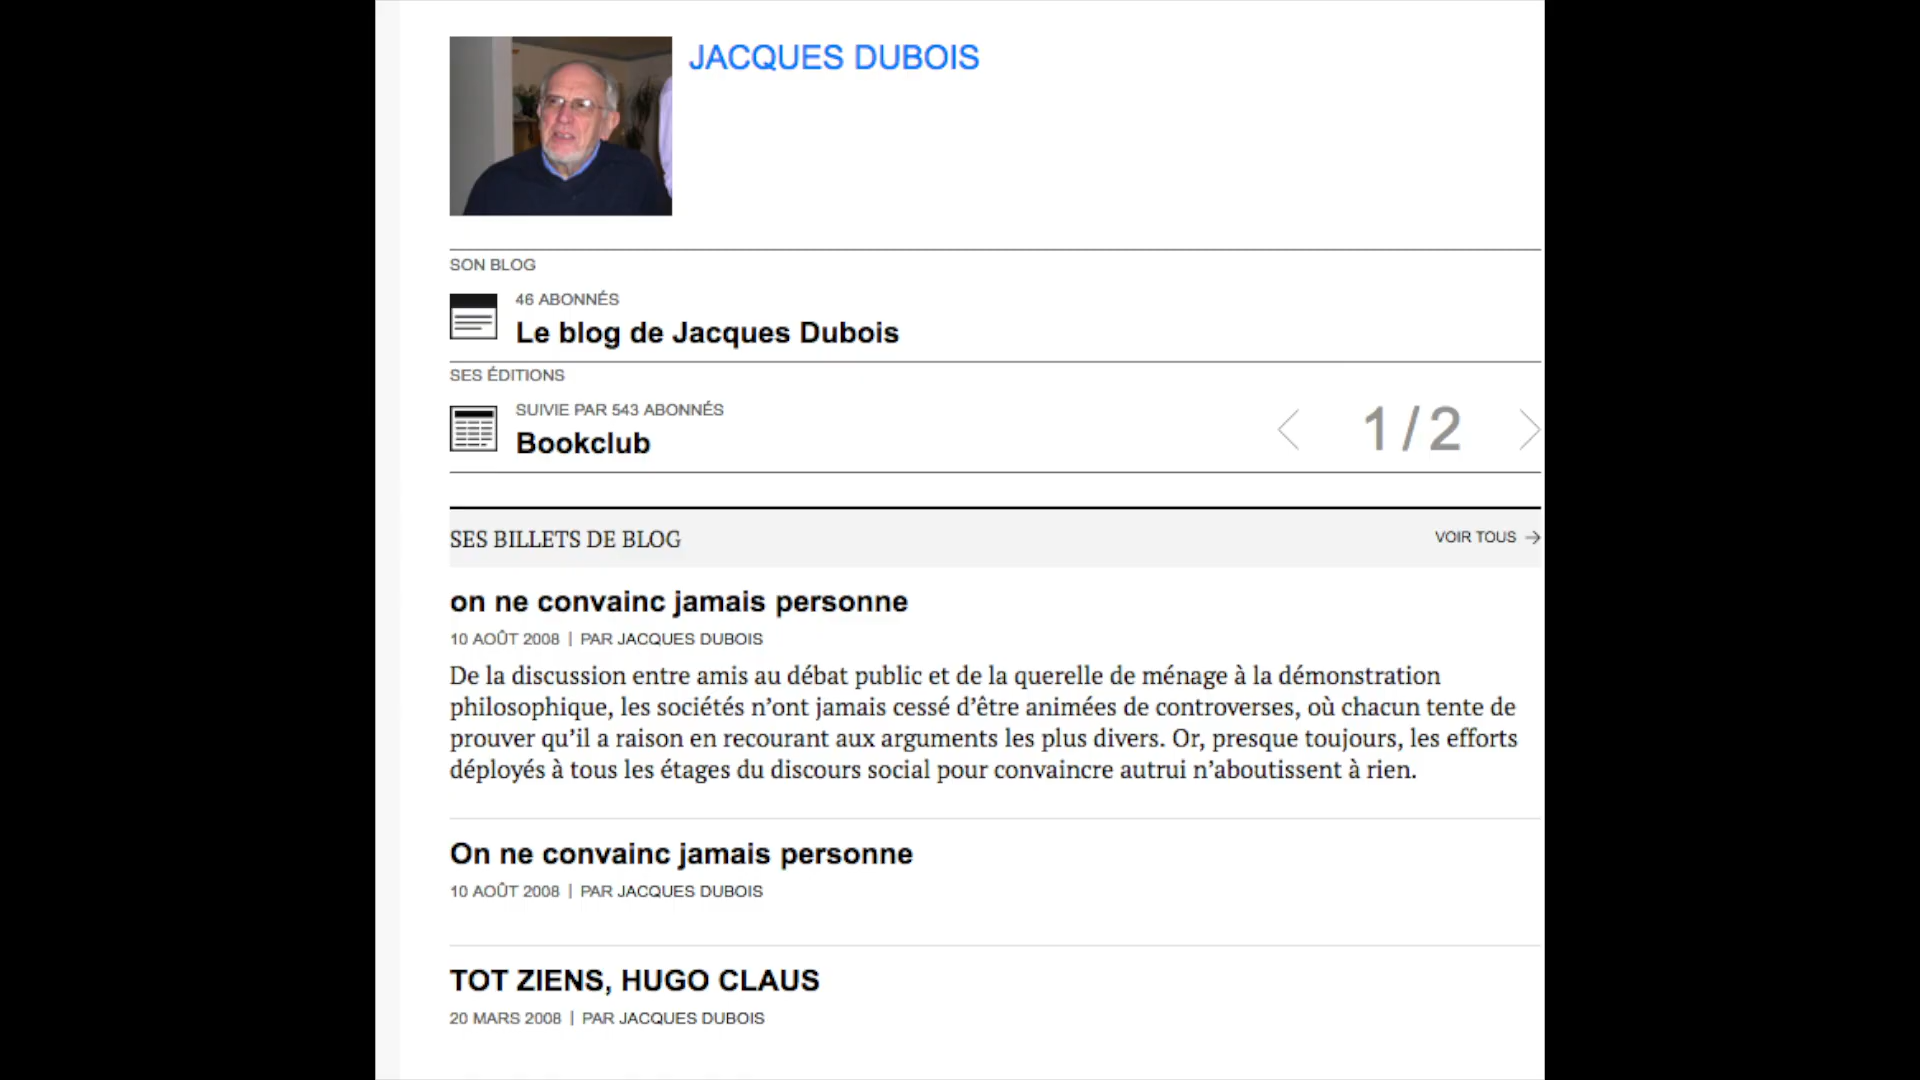 JACQUES DUBOIS
SON BLOG
46 ABONNÉS
Le blog de Jacques Dubois
SES ÉDITIONS
SUIVIE PAR 543 ABONNÉS
Bookclub
1/2
SES BILLETS DE BLOG
VOIR TOUS →
on ne convainc jamais personne
10 AOÛT 2008 | PAR JACQUES DUBOIS
De la discussion entre amis au débat public et de la querelle de ménage à la démonstration
philosophique, les sociétés n’ont jamais cessé d’être animées de controverses, où chacun tente de
prouver qu’il a raison en recourant aux arguments les plus divers. Or, presque toujours, les efforts
déployés à tous les étages du discours social pour convaincre autrui n’aboutissent à rien.
On ne convainc jamais personne
10 AOÛT 2008 | PAR JACQUES DUBOIS
TOT ZIENS, HUGO CLAUS
20 MARS 2008 | PAR JACQUES DUBOIS